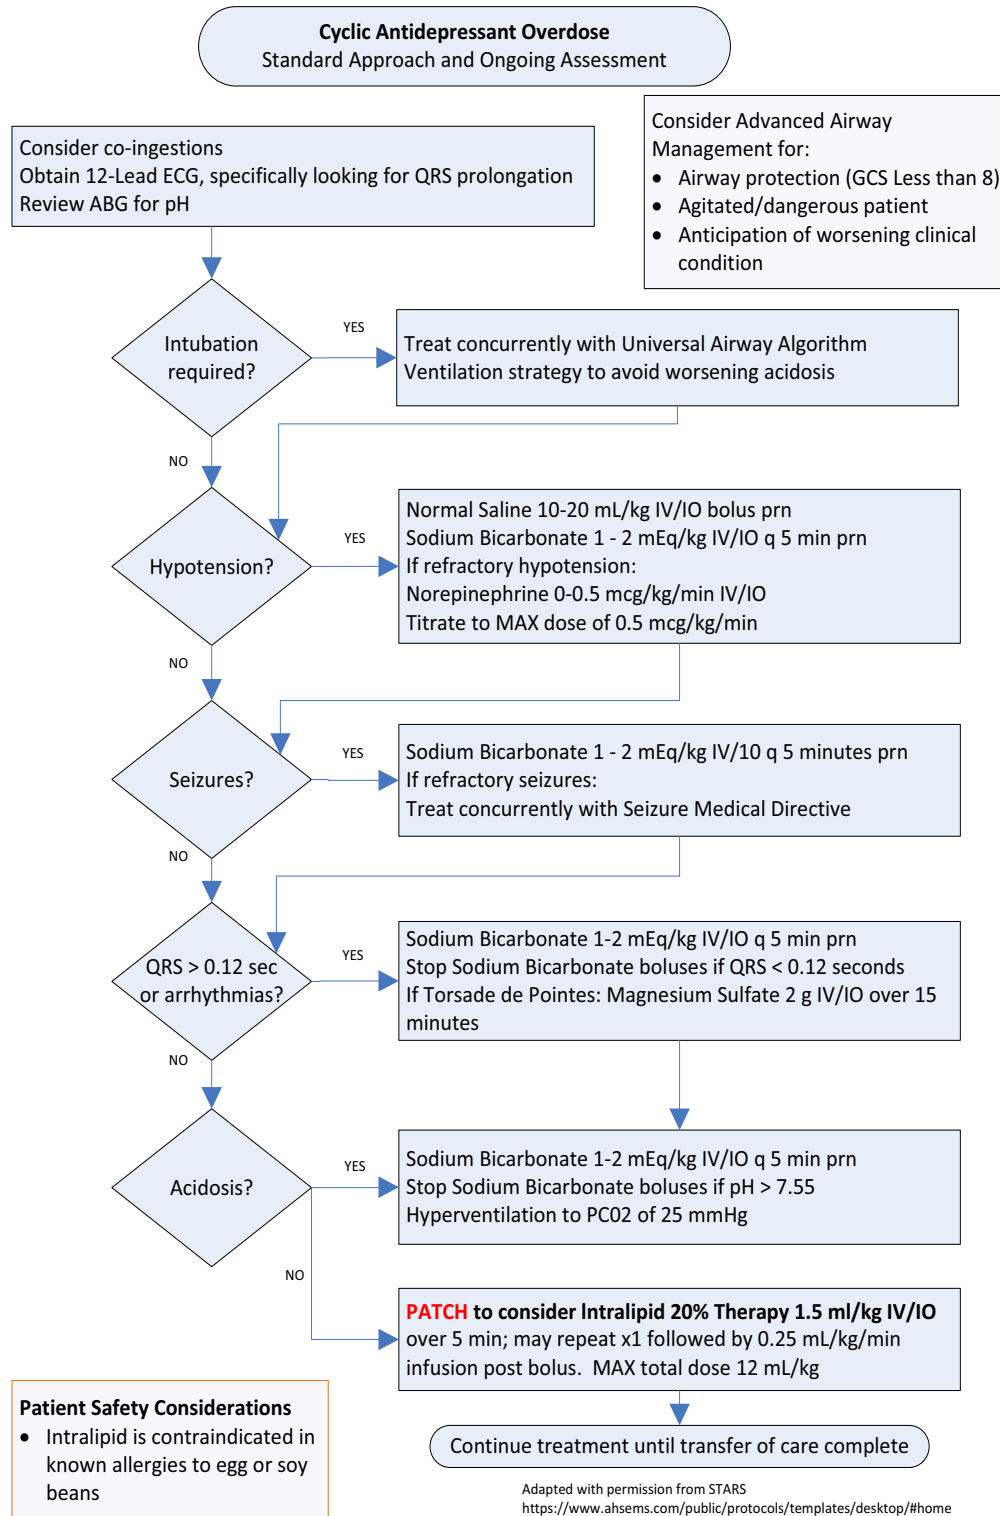 Cyclic Antidepressant Overdose
Standard Approach and Ongoing Assessment
Consider co-ingestions
Obtain 12-Lead ECG, specifically looking for QRS prolongation
Review ABG for pH
Consider Advanced Airway
Management for:
• Airway protection (GCS Less than 8)
• Agitated/dangerous patient
• Anticipation of worsening clinical
condition
Intubation
required?
YES
Treat concurrently with Universal Airway Algorithm
Ventilation strategy to avoid worsening acidosis
NO
Hypotension?
YES
Normal Saline 10-20 mL/kg IV/IO bolus prn
Sodium Bicarbonate 1 - 2 mEq/kg IV/IO q 5 min prn
If refractory hypotension:
Norepinephrine 0-0.5 mcg/kg/min IV/IO
Titrate to MAX dose of 0.5 mcg/kg/min
NO
Seizures?
YES
Sodium Bicarbonate 1 - 2 mEq/kg IV/10 q 5 minutes prn
If refractory seizures:
Treat concurrently with Seizure Medical Directive
NO
QRS > 0.12 sec
or arrhythmias?
YES
Sodium Bicarbonate 1-2 mEq/kg IV/IO q 5 min prn
Stop Sodium Bicarbonate boluses if QRS < 0.12 seconds
If Torsade de Pointes: Magnesium Sulfate 2 g IV/IO over 15
minutes
NO
Acidosis?
YES
Sodium Bicarbonate 1-2 mEq/kg IV/IO q 5 min prn
Stop Sodium Bicarbonate boluses if pH > 7.55
Hyperventilation to PC02 of 25 mmHg
NO
PATCH to consider lntralipid 20% Therapy 1.5 ml/kg IV/IO
over 5 min; may repeat x1 followed by 0.25 mL/kg/min
infusion post bolus. MAX total dose 12 mL/kg
Patient Safety Considerations
• Intralipid is contraindicated in
known allergies to egg or soy
beans
Continue treatment until transfer of care complete
Adapted with permission from STARS
https://www.ahsems.com/public/protocols/templates/desktop/#home